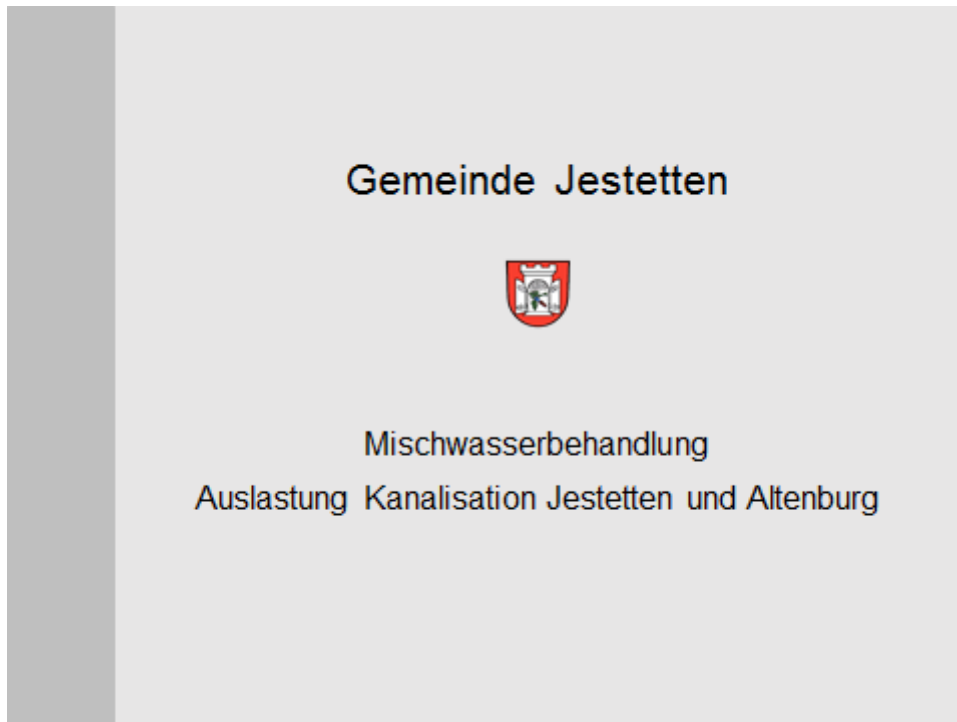 Gemeinde Jestetten
Mischwasserbehandlung
Auslastung Kanalisation Jestetten und Altenburg